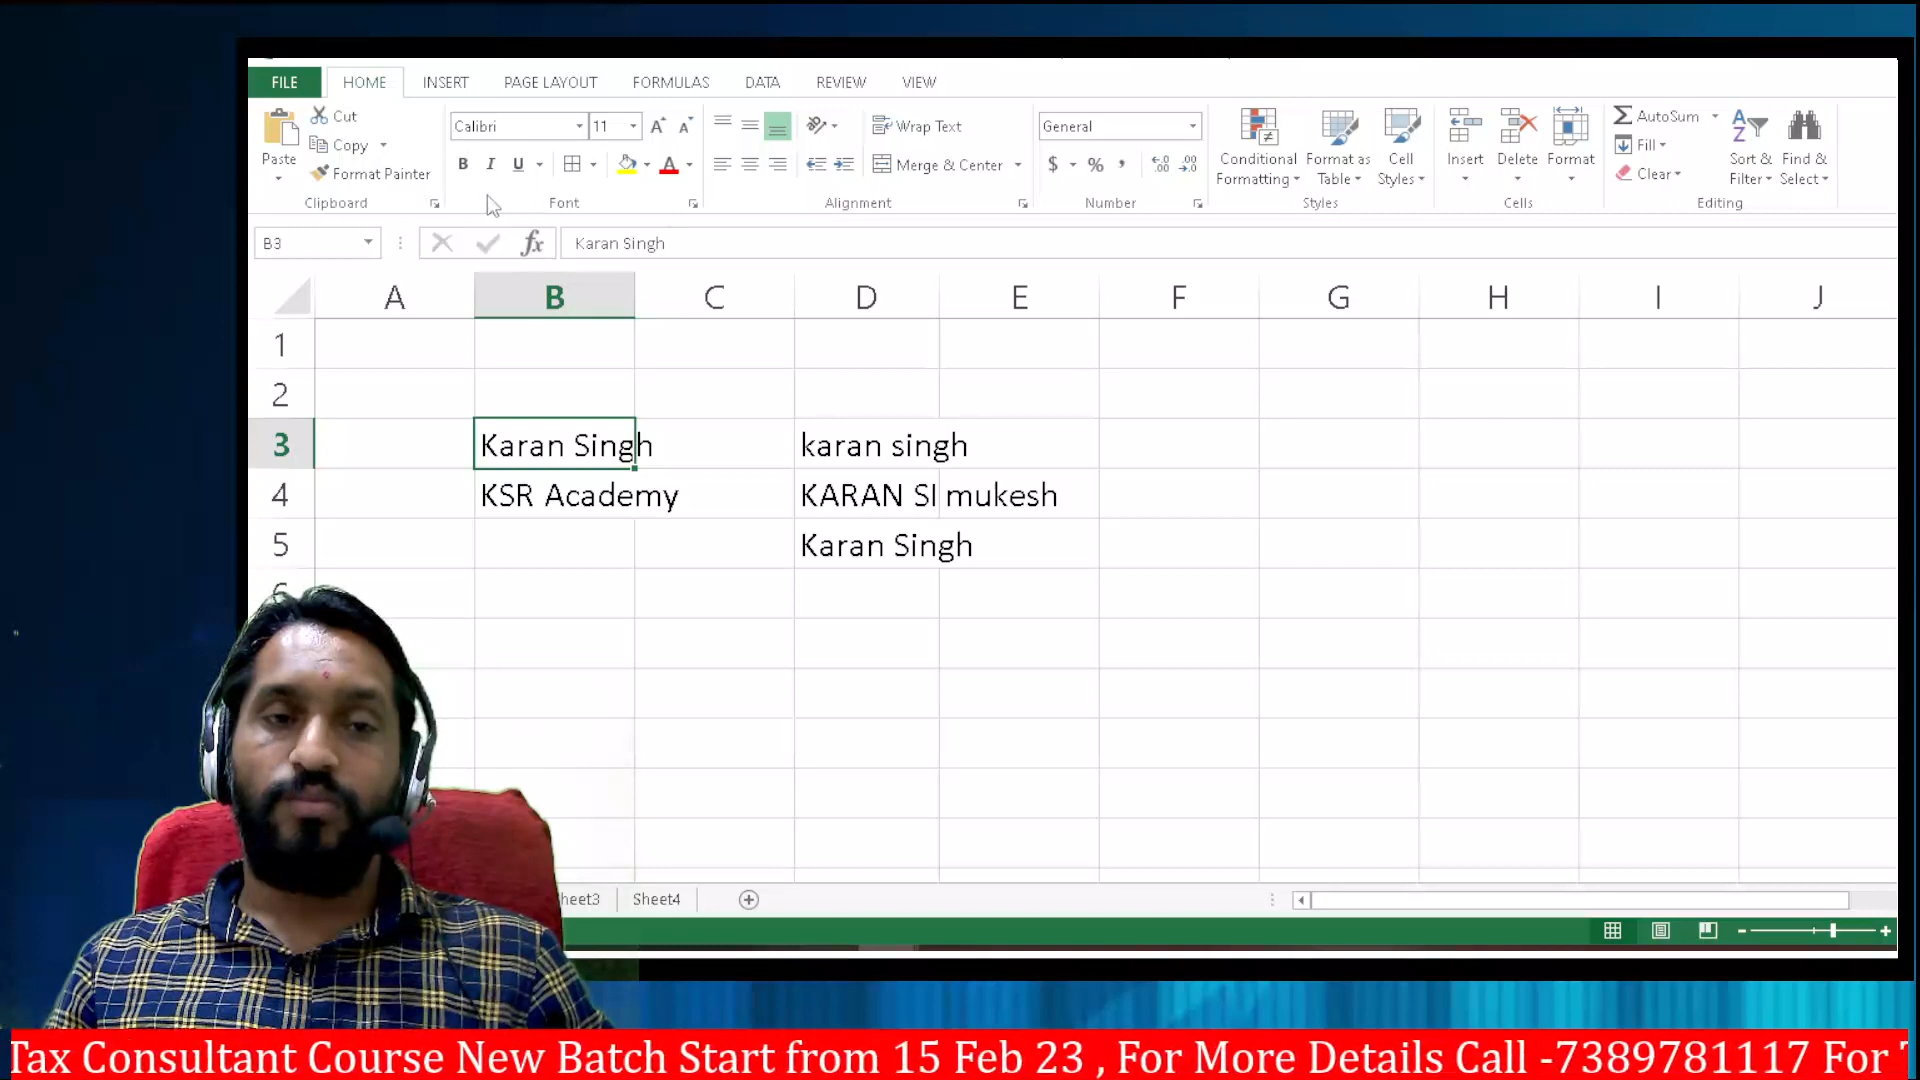 FILE HOME INSERT PAGE LAYOUT FORMULAS DATA REVIEW VIEW
Cut
Copy
Format Painter
Paste
Clipboard
Calibri 11
B I U
Font
Wrap Text
Merge & Center
Alignment
General
$ % ,
Number
Conditional Formatting
Format as Table
Cell Styles
Styles
Insert
Delete
Format
Cells
AutoSum
Fill
Clear
Sort & Filter
Find & Select
Editing
B3 fx Karan Singh
A B C D E F G H I J
1
2
3 Karan Singh karan singh
4 KSR Academy KARAN SI mukesh
5 Karan Singh
heet3 Sheet4
Tax Consultant Course New Batch Start from 15 Feb 23 , For More Details Call -7389781117 For